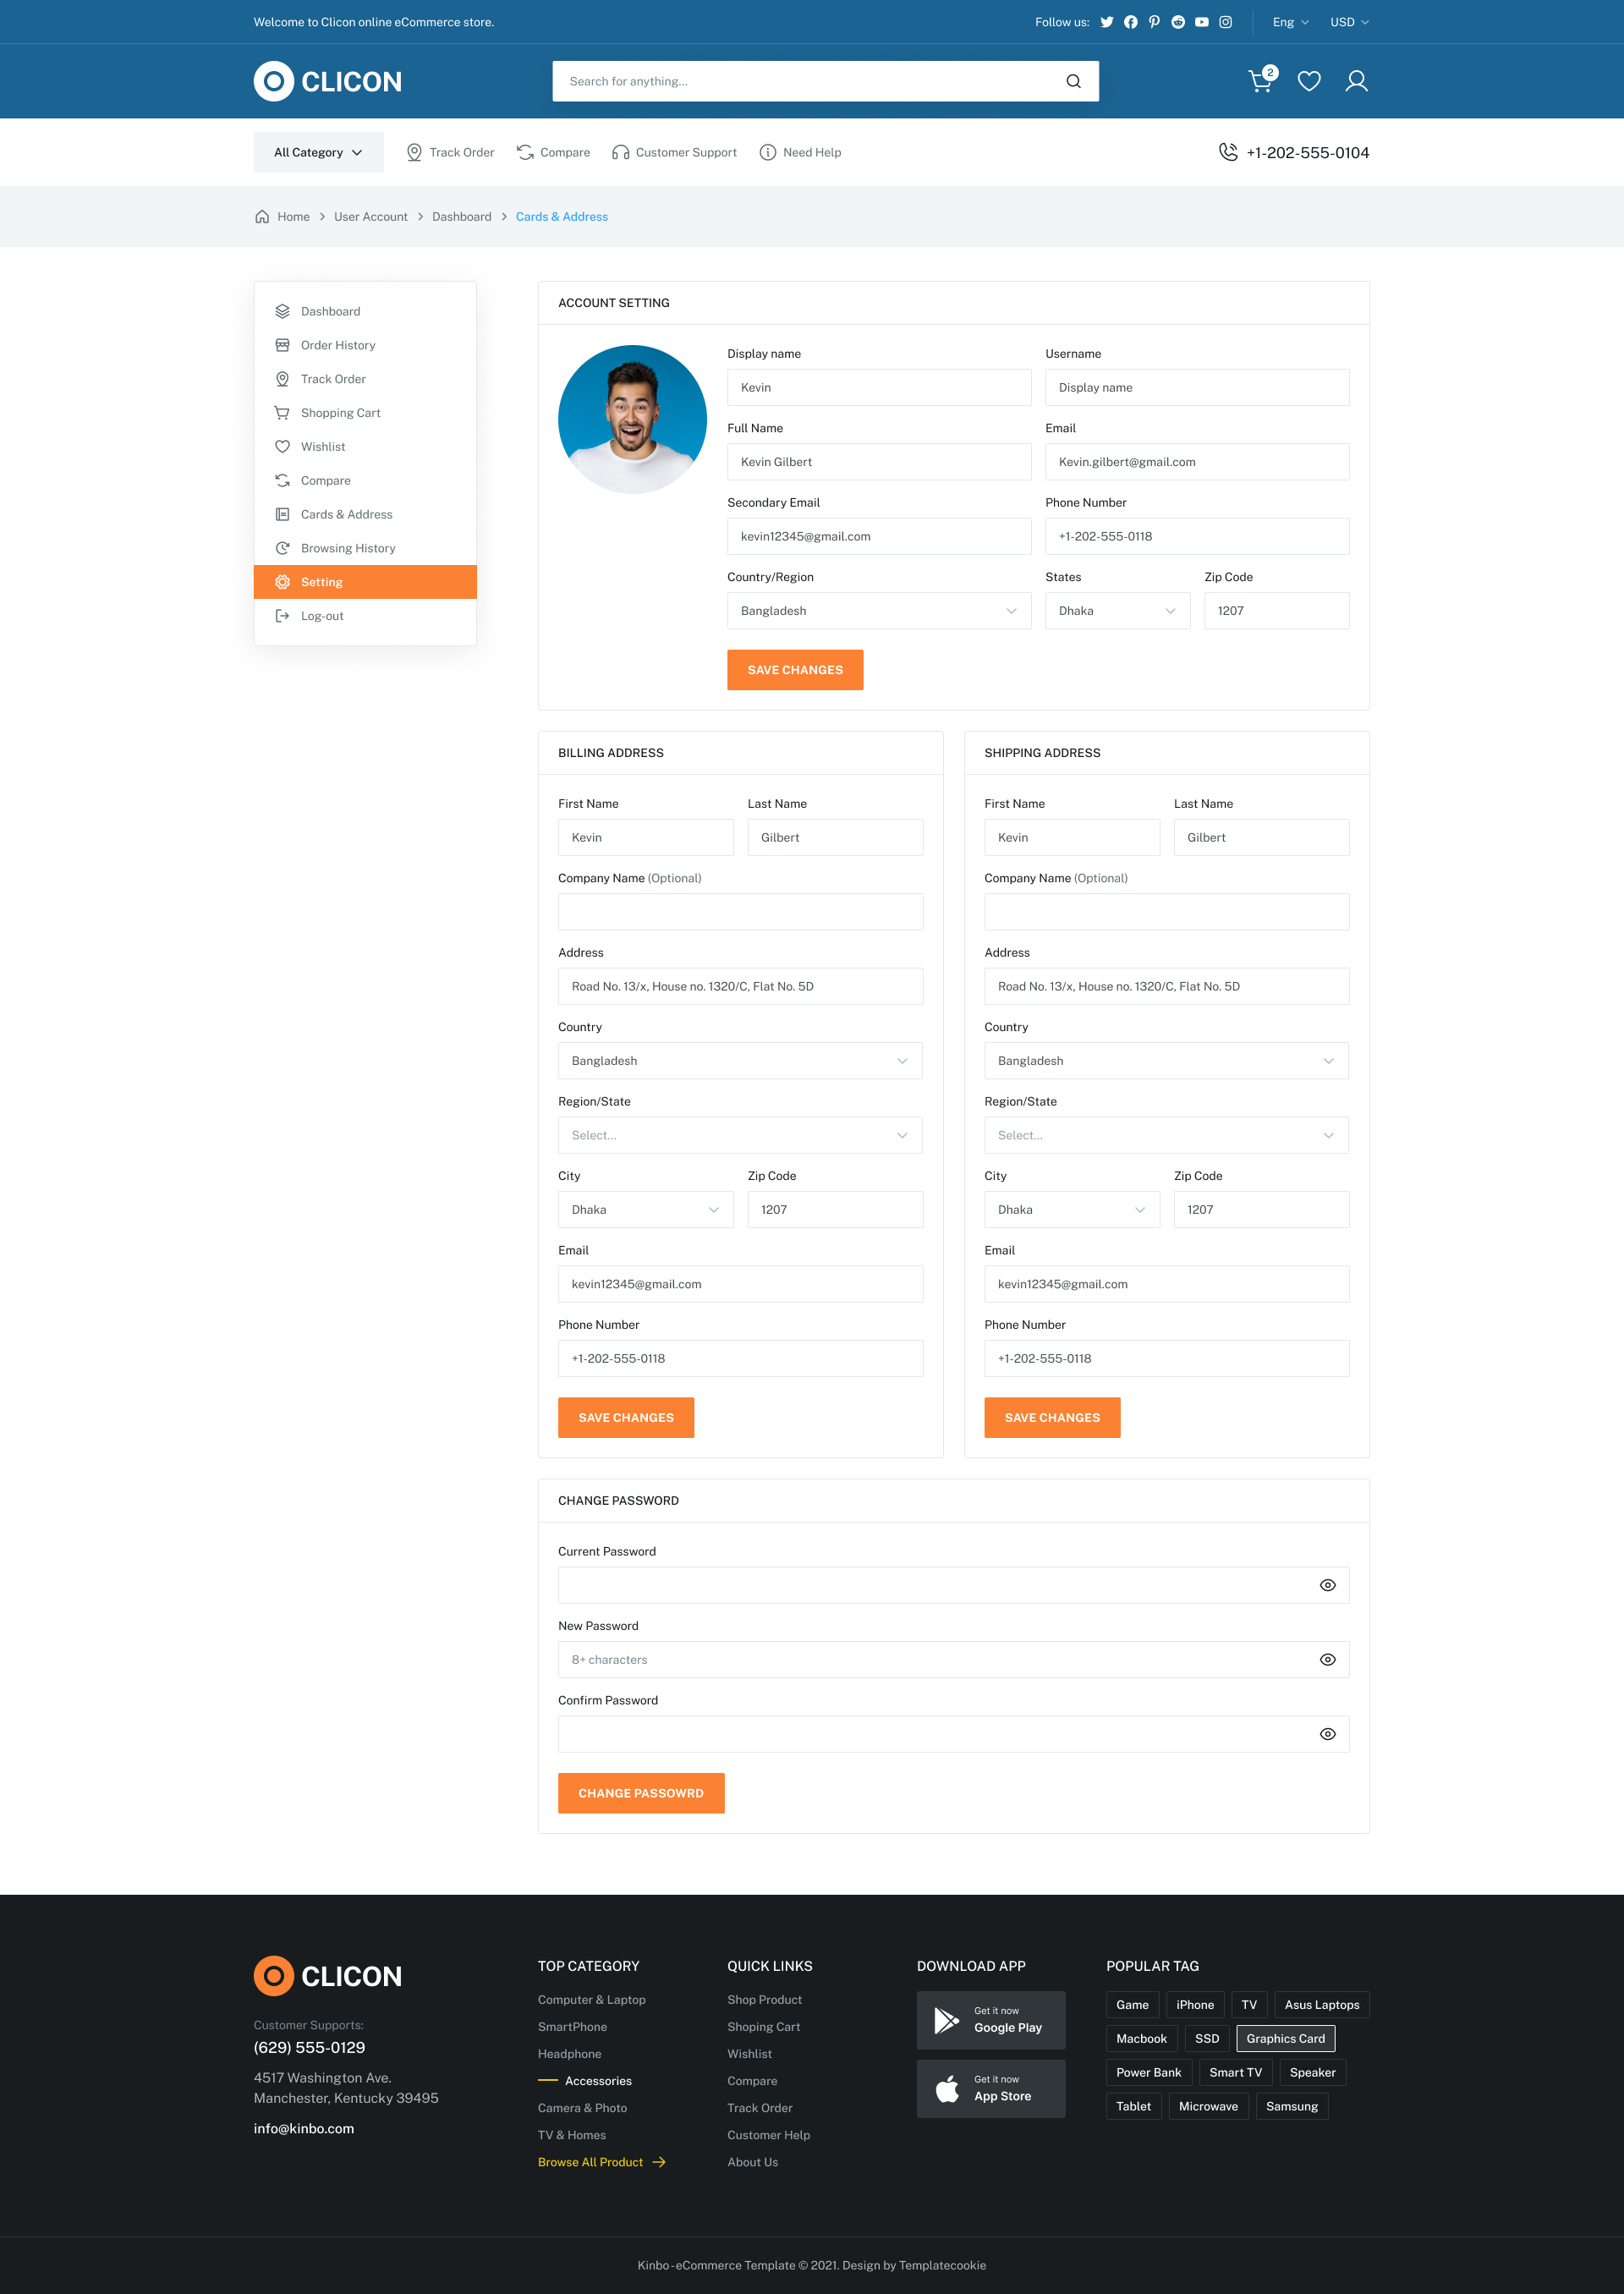 Welcome to Clicon online eCommerce store.
Follow us:
Eng
USD
CLICON
Search for anything...
2
All Category
Track Order
Compare
Customer Support
Need Help
+1-202-555-0104
Home
User Account
Dashboard
Cards & Address
Dashboard
Order History
Track Order
Shopping Cart
Wishlist
Compare
Cards & Address
Browsing History
Setting
Log-out
ACCOUNT SETTING
Display name
Username
Kevin
Display name
Full Name
Email
Kevin Gilbert
Kevin.gilbert@gmail.com
Secondary Email
Phone Number
kevin12345@gmail.com
+1-202-555-0118
Country/Region
States
Zip Code
Bangladesh
Dhaka
1207
SAVE CHANGES
BILLING ADDRESS
First Name
Last Name
Kevin
Gilbert
Company Name (Optional)
Address
Road No. 13/x, House no. 1320/C, Flat No. 5D
Country
Bangladesh
Region/State
Select...
City
Zip Code
Dhaka
1207
Email
kevin12345@gmail.com
Phone Number
+1-202-555-0118
SAVE CHANGES
SHIPPING ADDRESS
First Name
Last Name
Kevin
Gilbert
Company Name (Optional)
Address
Road No. 13/x, House no. 1320/C, Flat No. 5D
Country
Bangladesh
Region/State
Select...
City
Zip Code
Dhaka
1207
Email
kevin12345@gmail.com
Phone Number
+1-202-555-0118
SAVE CHANGES
CHANGE PASSWORD
Current Password
New Password
8+ characters
Confirm Password
CHANGE PASSOWRD
CLICON
Customer Supports:
(629) 555-0129
4517 Washington Ave.
Manchester, Kentucky 39495
info@kinbo.com
TOP CATEGORY
Computer & Laptop
SmartPhone
Headphone
Accessories
Camera & Photo
TV & Homes
Browse All Product
QUICK LINKS
Shop Product
Shoping Cart
Wishlist
Compare
Track Order
Customer Help
About Us
DOWNLOAD APP
Get it now
Google Play
Get it now
App Store
POPULAR TAG
Game
iPhone
TV
Asus Laptops
Macbook
SSD
Graphics Card
Power Bank
Smart TV
Speaker
Tablet
Microwave
Samsung
Kinbo - eCommerce Template © 2021. Design by Templatecookie